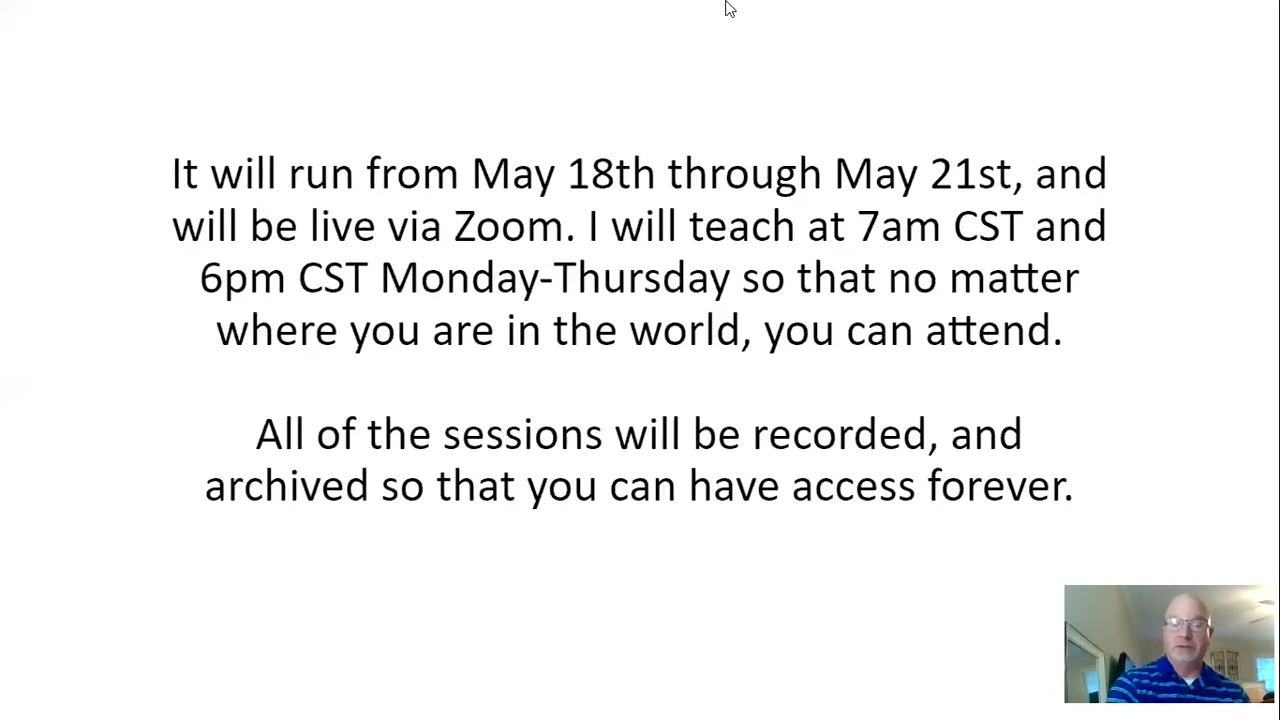 It will run from May 18th through May 21st, and
will be live via Zoom. I will teach at 7am CST and
6pm CST Monday-Thursday so that no matter
where you are in the world, you can attend.
All of the sessions will be recorded, and
archived so that you can have access forever.